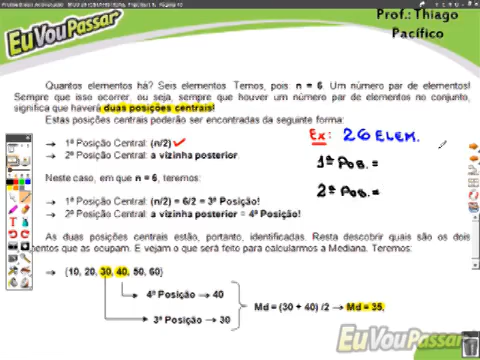 Prof.: Thiago
Pacífico
EuVouPassar
Quantos elementos há? Seis elementos. Temos, pois: n = 6. Um número par de elementos!
Sempre que isso ocorrer, ou seja, sempre que houver um número par de elementos no conjunto,
significa que haverá duas posições centrais!
Estas posições centrais poderão ser encontradas da seguinte forma:
→ 1ª Posição Central: (n/2) ✓
→ 2ª Posição Central: a vizinha posterior.
Ex: 26 ELEM.
1ª Pos. =
2ª Pos. =
Neste caso, em que n = 6, teremos:
→ 1ª Posição Central: (n/2) = 6/2 = 3ª Posição!
→ 2ª Posição Central: a vizinha posterior = 4ª Posição!
As duas posições centrais estão, portanto, identificadas. Resta descobrir quais são os dois
mentos que as ocupam. E vejam o que será feito para calcularmos a Mediana. Teremos:
→ {10, 20, 30, 40, 50, 60}
4ª Posição → 40
Md = (30 + 40) /2 → Md = 35.
3ª Posição → 30
EuVouPassar